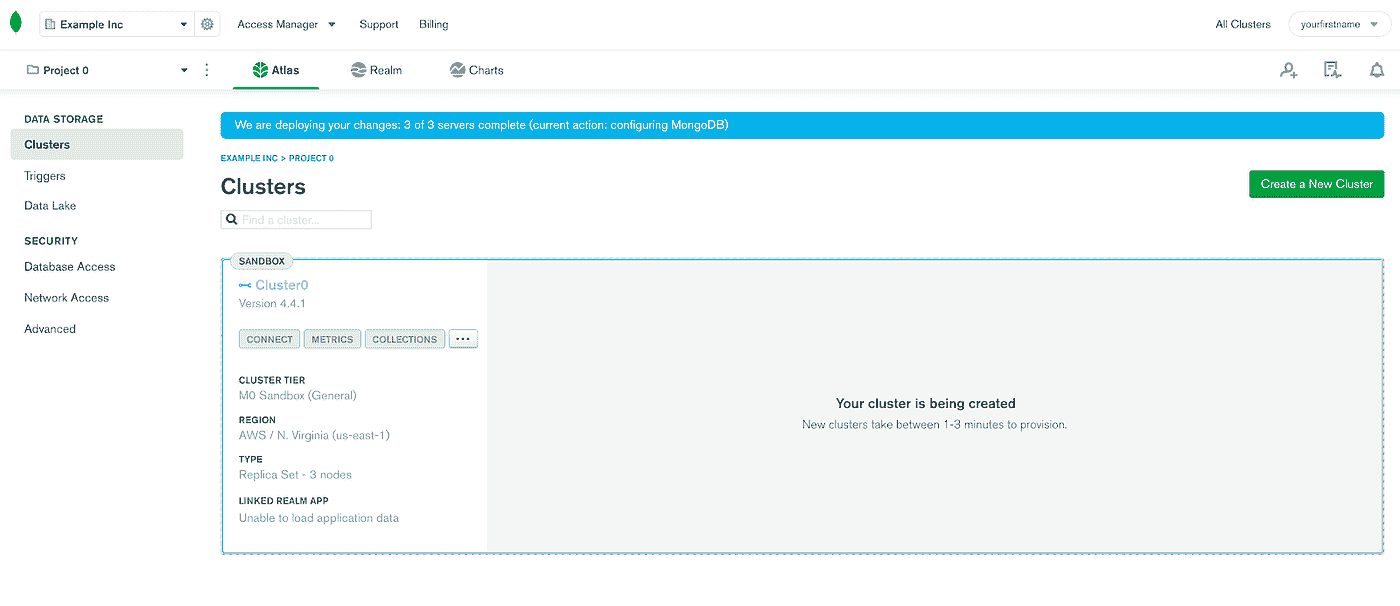 Example Inc
Access Manager
Support
Billing
All Clusters
yourfirstname
Project 0
Atlas
Realm
Charts
DATA STORAGE
Clusters
Triggers
Data Lake
SECURITY
Database Access
Network Access
Advanced
We are deploying your changes: 3 of 3 servers complete (current action: configuring MongoDB)
EXAMPLE INC > PROJECT 0
Clusters
Create a New Cluster
Find a cluster...
SANDBOX
Cluster0
Version 4.4.1
CONNECT
METRICS
COLLECTIONS
...
CLUSTER TIER
M0 Sandbox (General)
REGION
AWS / N. Virginia (us-east-1)
TYPE
Replica Set - 3 nodes
LINKED REALM APP
Unable to load application data
Your cluster is being created
New clusters take between 1-3 minutes to provision.